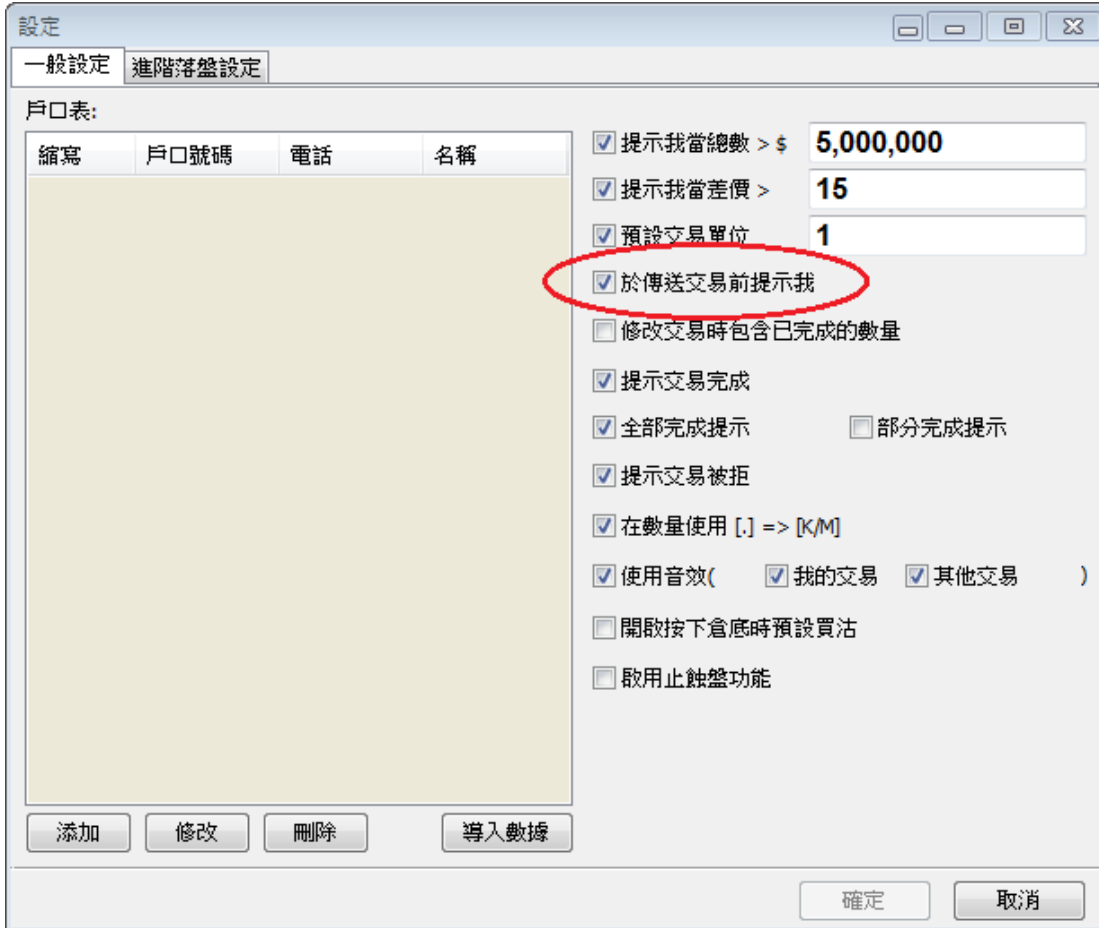 設定
一般設定 進階落盤設定
戶口表:
縮寫 戶口號碼 電話 名稱
提示我當總數 > $ 5,000,000
提示我當差價 > 15
預設交易單位 1
於傳送交易前提示我
修改交易時包含已完成的數量
提示交易完成
全部完成提示 部分完成提示
提示交易被拒
在數量使用 [.] => [K/M]
使用音效( 我的交易 其他交易 )
開啟按下倉底時預設買沽
啟用止蝕盤功能
添加 修改 刪除 導入數據
確定 取消